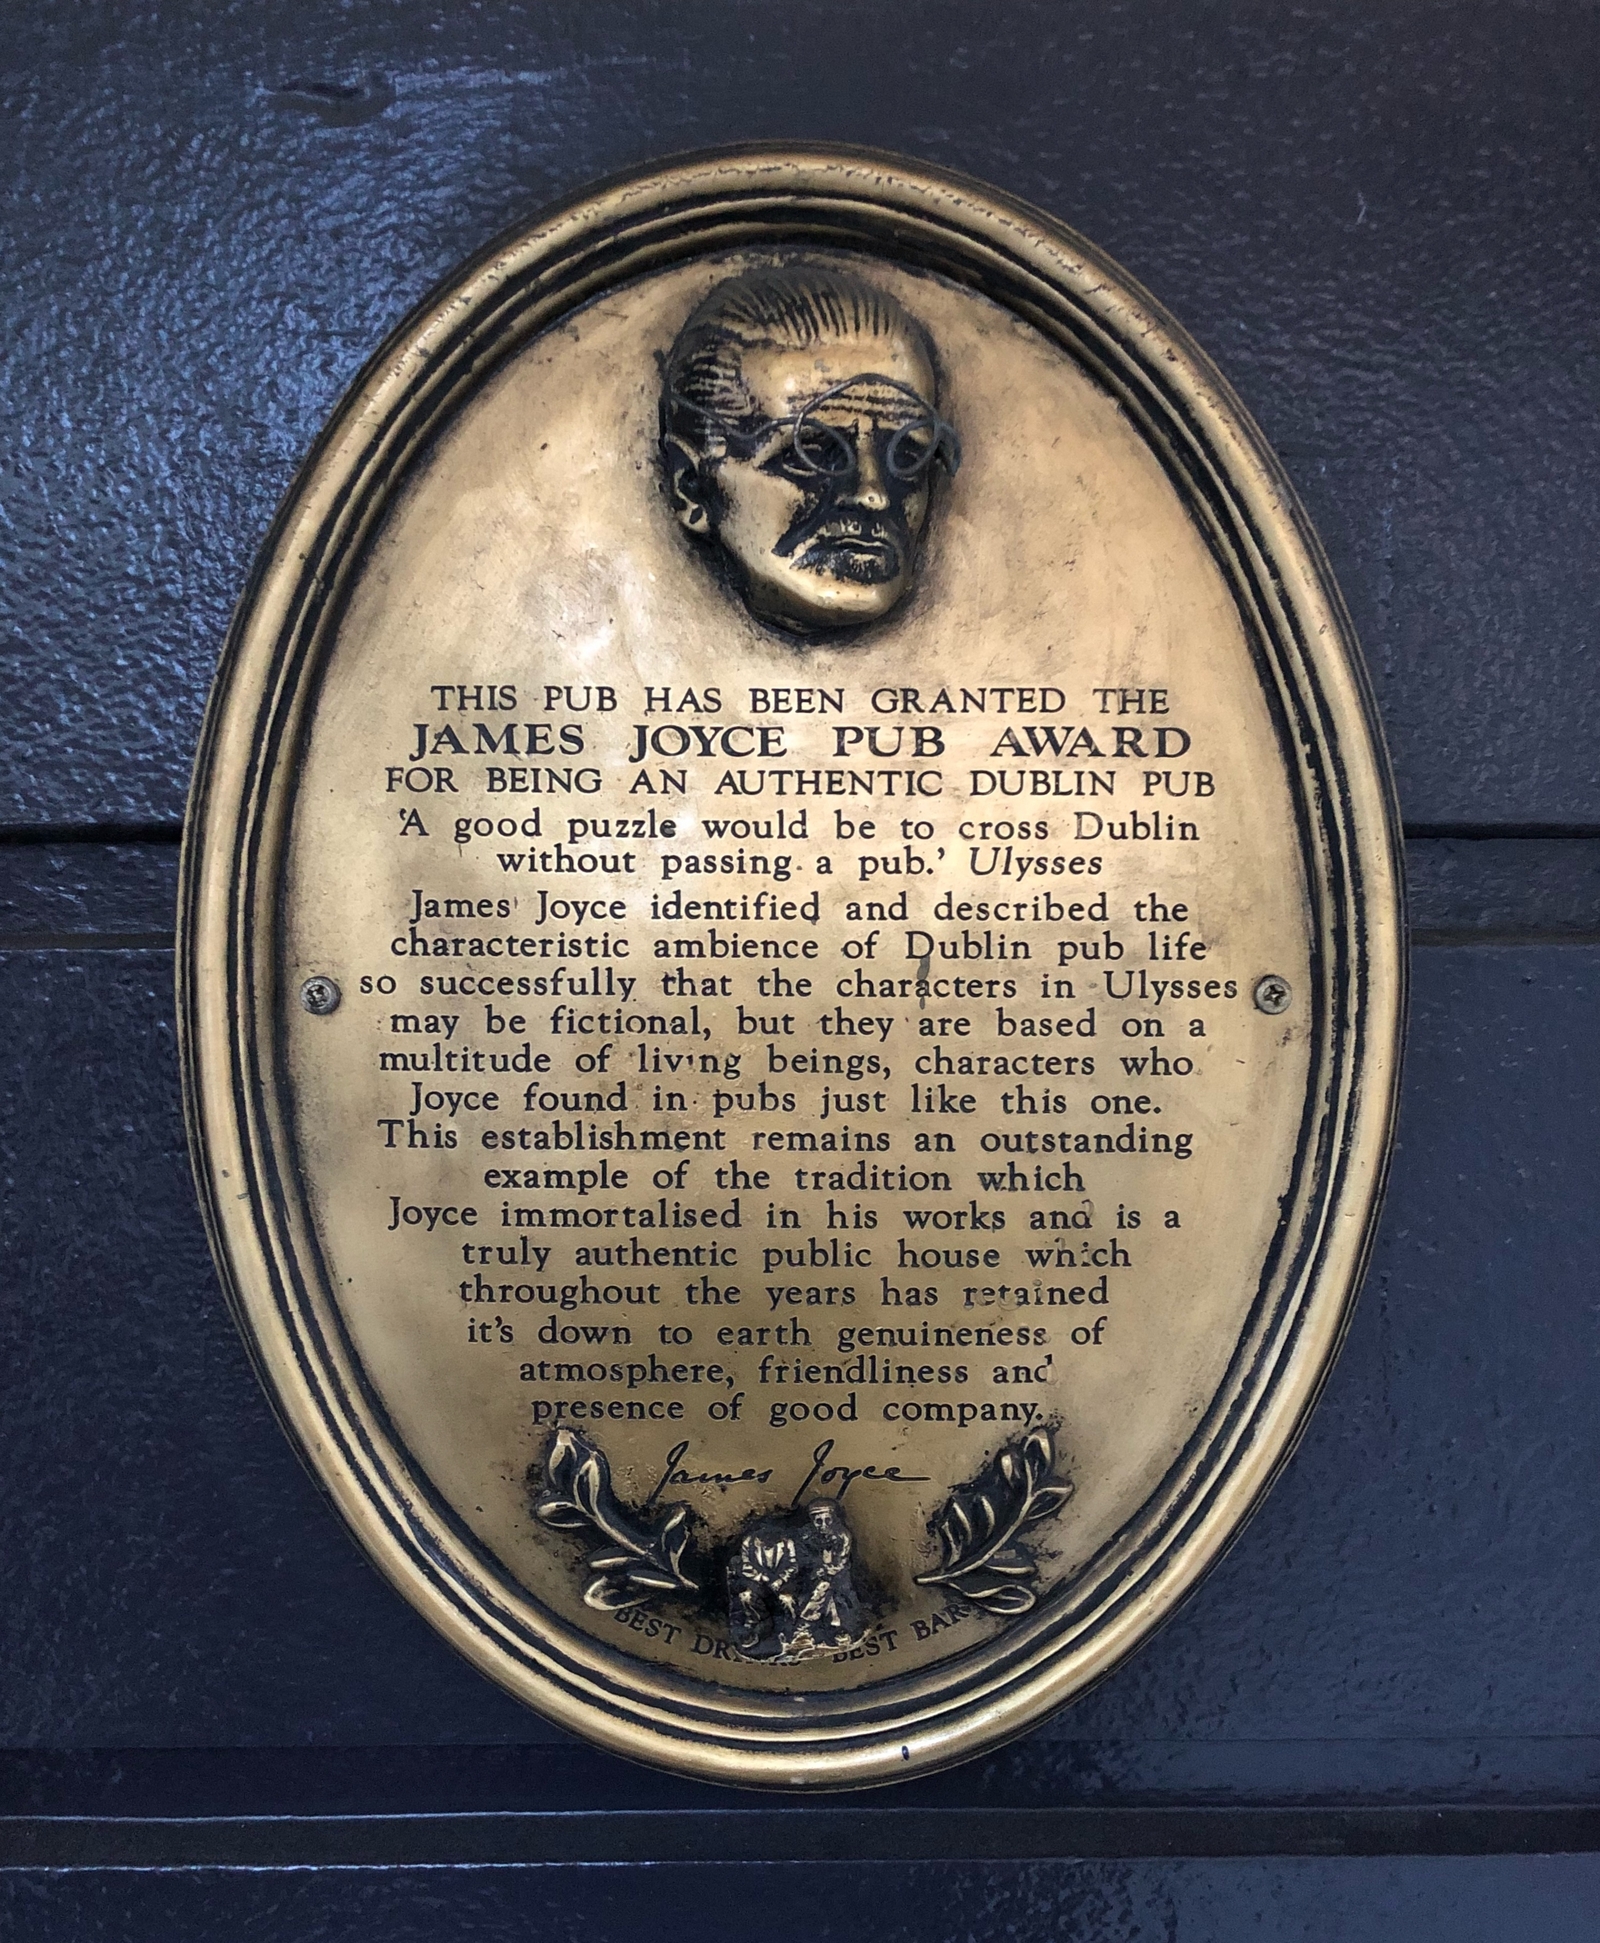 THIS PUB HAS BEEN GRANTED THE
JAMES JOYCE PUB AWARD
FOR BEING AN AUTHENTIC DUBLIN PUB
‘A good puzzle would be to cross Dublin
without passing a pub.’ Ulysses
James Joyce identified and described the
characteristic ambience of Dublin pub life
so successfully that the characters in Ulysses
may be fictional, but they are based on a
multitude of living beings, characters who
Joyce found in pubs just like this one.
This establishment remains an outstanding
example of the tradition which
Joyce immortalised in his works and is a
truly authentic public house which
throughout the years has retained
it’s down to earth genuineness of
atmosphere, friendliness and
presence of good company.
James Joyce
BEST BEST